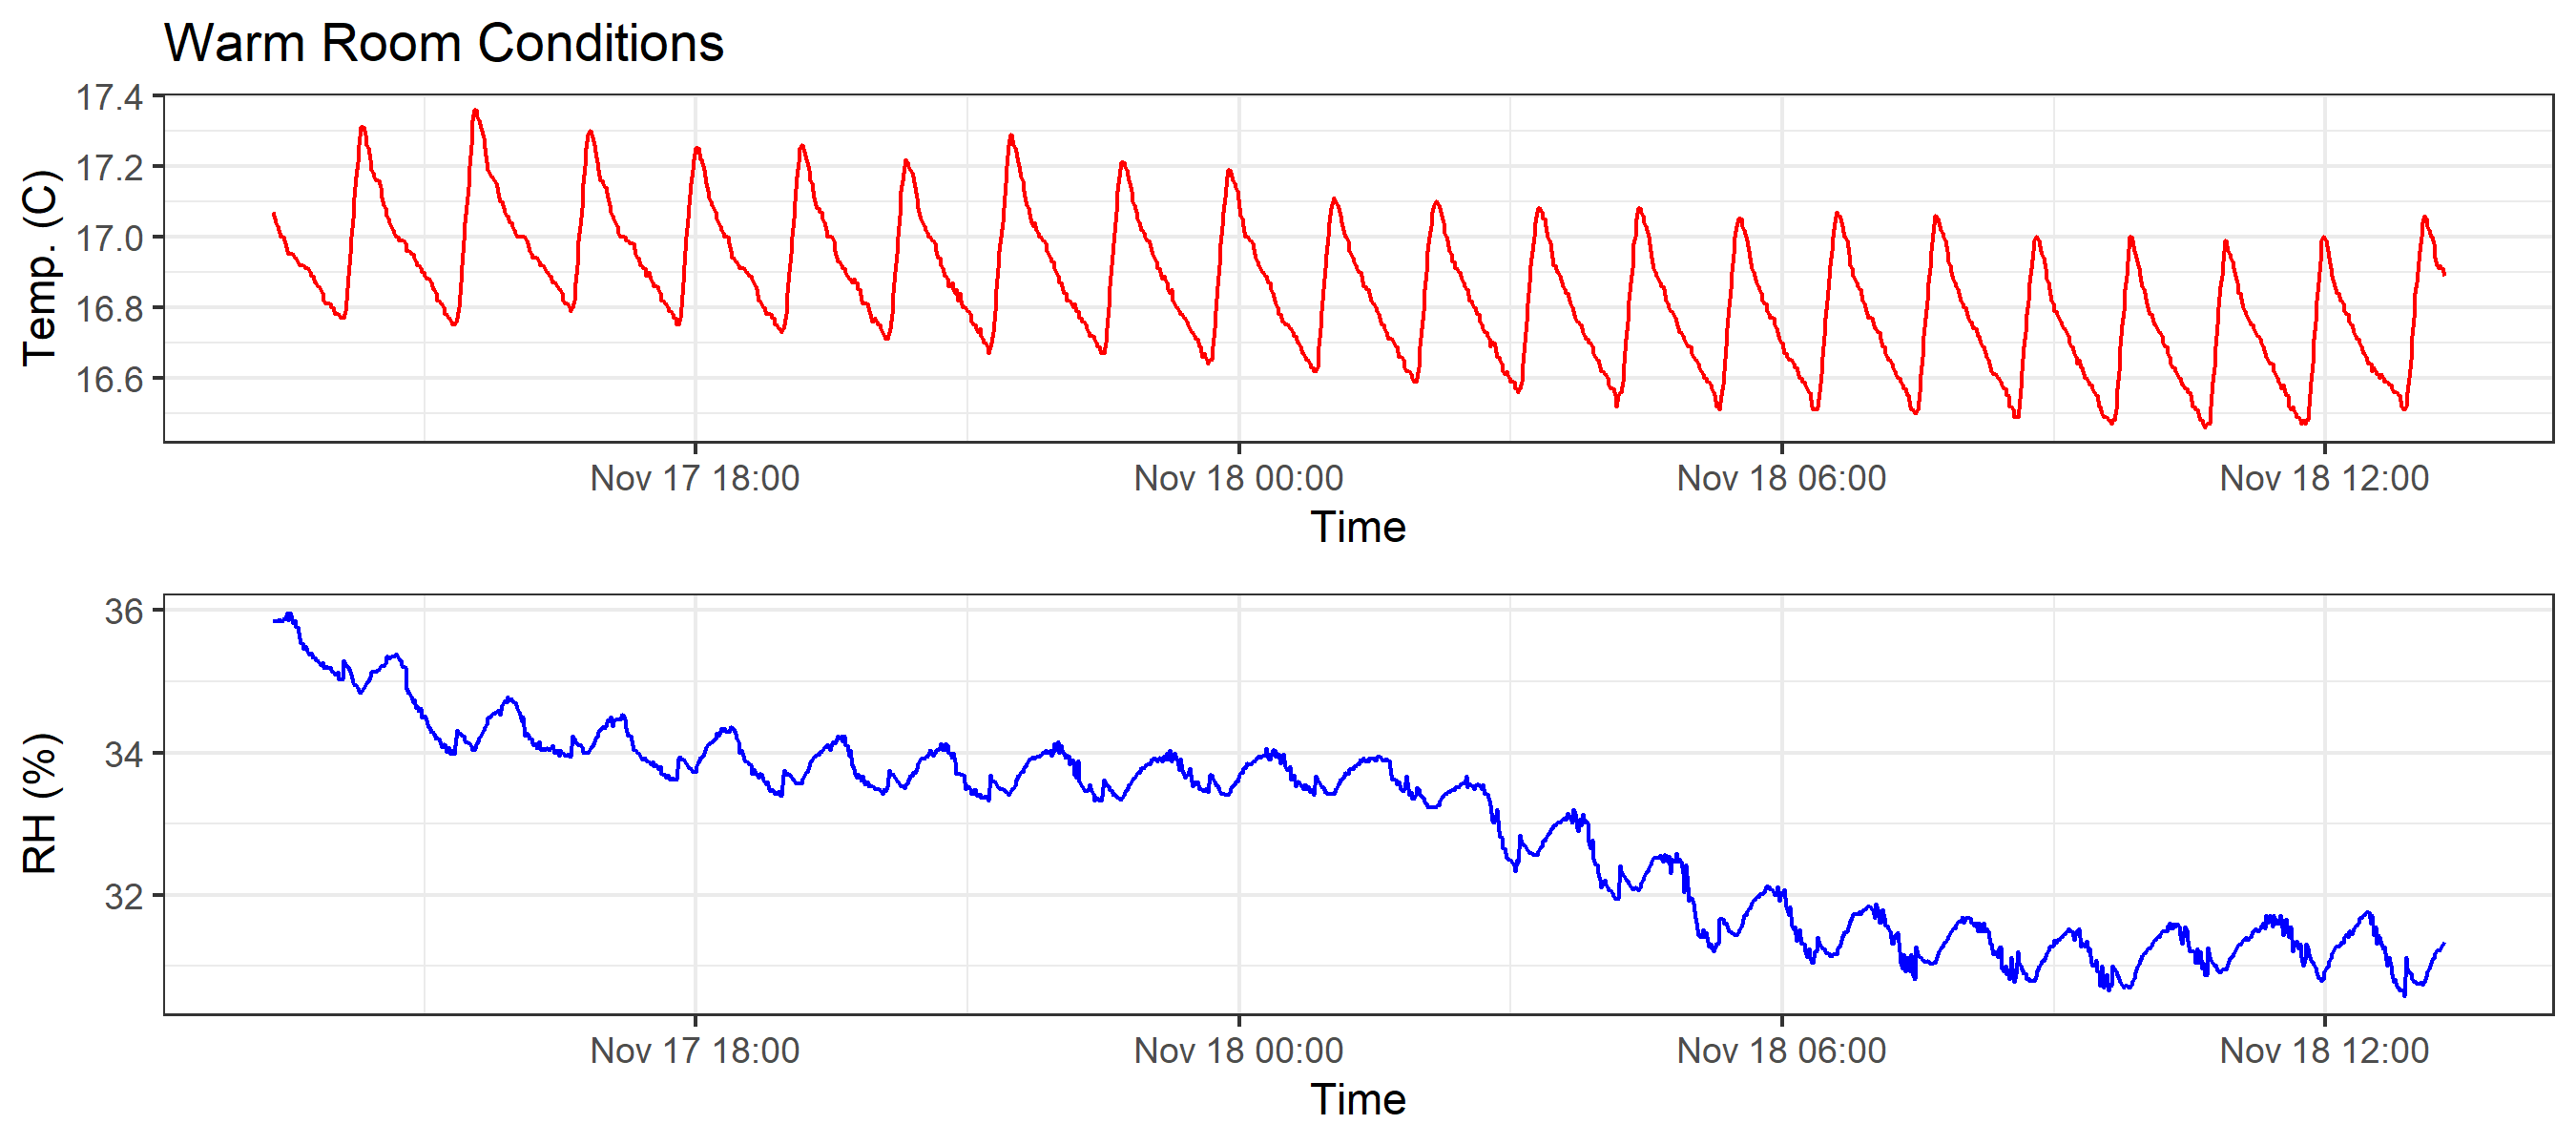 Warm Room Conditions
17.4
17.2
17.0
16.8
16.6
Temp. (C)
Nov 17 18:00 Nov 18 00:00 Nov 18 06:00 Nov 18 12:00
Time
36
34
32
RH (%)
Nov 17 18:00 Nov 18 00:00 Nov 18 06:00 Nov 18 12:00
Time